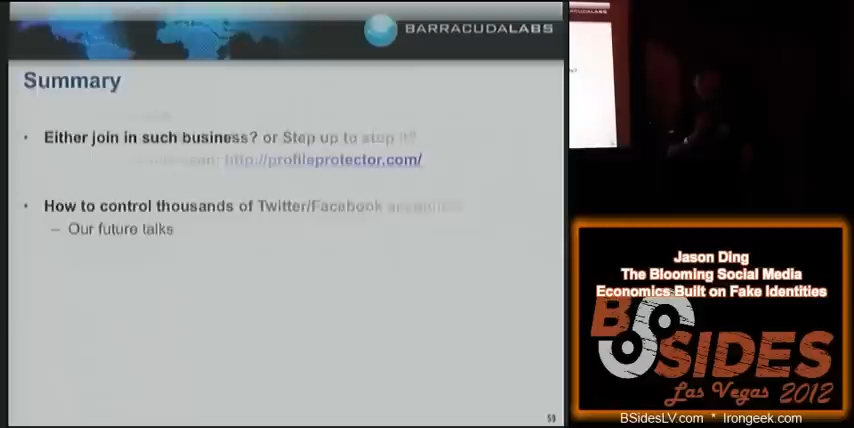 BARRACUDALABS
Summary
• Either join in such business? or Step up to stop it?
http://profileprotector.com/
• How to control thousands of Twitter/Facebook
– Our future talks
59
Jason Ding
The Blooming Social Media
Economics Built on Fake Identities
BSIDES
Las Vegas 2012
BSidesLV.com * Irongeek.com